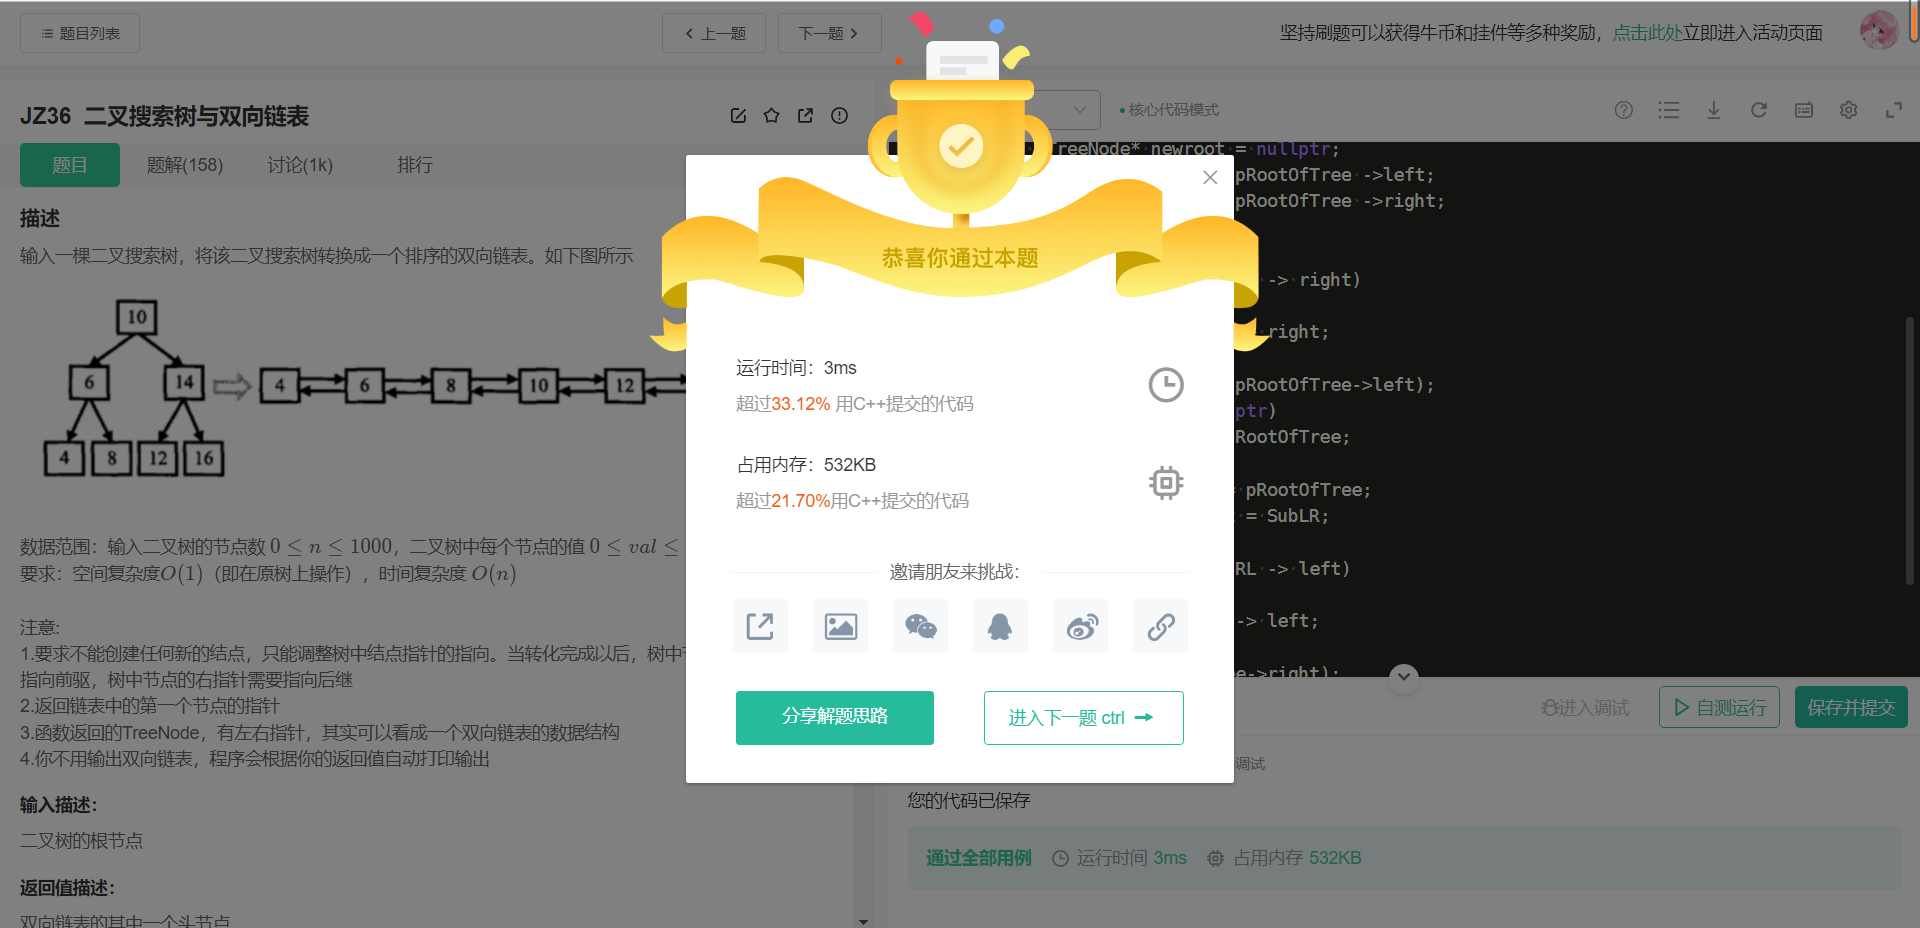 题目列表
上一题
下一题
坚持刷题可以获得牛币和挂件等多种奖励，点击此处立即进入活动页面
JZ36 二叉搜索树与双向链表
题目
题解(158)
讨论(1k)
排行
描述
输入一棵二叉搜索树，将该二叉搜索树转换成一个排序的双向链表。如下图所示
10
6
14
4
8
12
16
4
6
8
10
12
数据范围：输入二叉树的节点数 0 ≤ n ≤ 1000，二叉树中每个节点的值 0 ≤ val ≤
要求：空间复杂度O(1)（即在原树上操作），时间复杂度 O(n)
注意:
1.要求不能创建任何新的结点，只能调整树中结点指针的指向。当转化完成以后，树中
指向前驱，树中节点的右指针需要指向后继
2.返回链表中的第一个节点的指针
3.函数返回的TreeNode，有左右指针，其实可以看成一个双向链表的数据结构
4.你不用输出双向链表，程序会根据你的返回值自动打印输出
输入描述：
二叉树的根节点
返回值描述：
双向链表的其中一个头节点
核心代码模式
TreeNode* newroot = nullptr;
pRootOfTree ->left;
pRootOfTree ->right;
-> right)
right;
pRootOfTree->left);
ptr)
RootOfTree;
= pRootOfTree;
= SubLR;
RL -> left)
-> left;
e->right);
恭喜你通过本题
运行时间：3ms
超过33.12% 用C++提交的代码
占用内存：532KB
超过21.70%用C++提交的代码
邀请朋友来挑战：
分享解题思路
进入下一题 ctrl
进入调试
自测运行
保存并提交
调试
您的代码已保存
通过全部用例
运行时间 3ms
占用内存 532KB